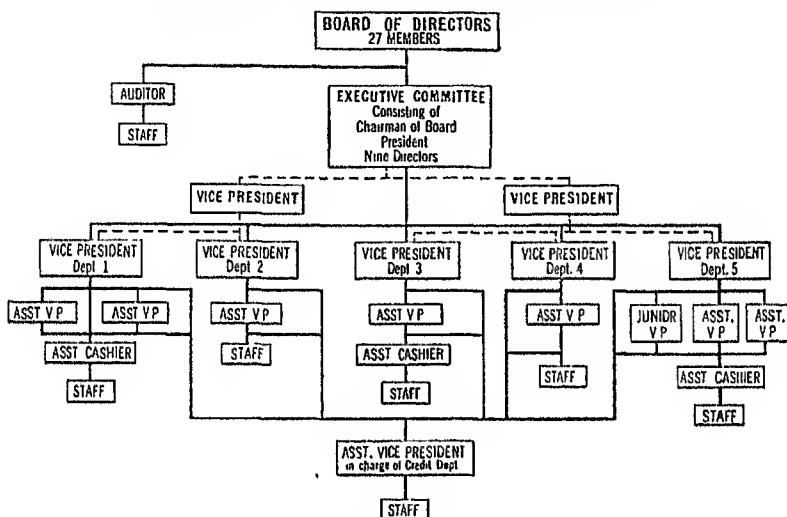 BOARD OF DIRECTORS
27 MEMBERS
AUDITOR
STAFF
EXECUTIVE COMMITTEE
Consisting of
Chairman of Board
President
Nine Directors
VICE PRESIDENT
VICE PRESIDENT
VICE PRESIDENT
Dept 1
VICE PRESIDENT
Dept 2
VICE PRESIDENT
Dept 3
VICE PRESIDENT
Dept. 4
VICE PRESIDENT
Dept. 5
ASST V P
ASST V P
ASST CASHIER
STAFF
ASST V P
STAFF
ASST V P
ASST CASHIER
STAFF
ASST V P
STAFF
JUNIOR
V P
ASST.
V P
ASST.
V P
ASST CASHIER
STAFF
ASST. VICE PRESIDENT
in charge of Credit Dept
STAFF